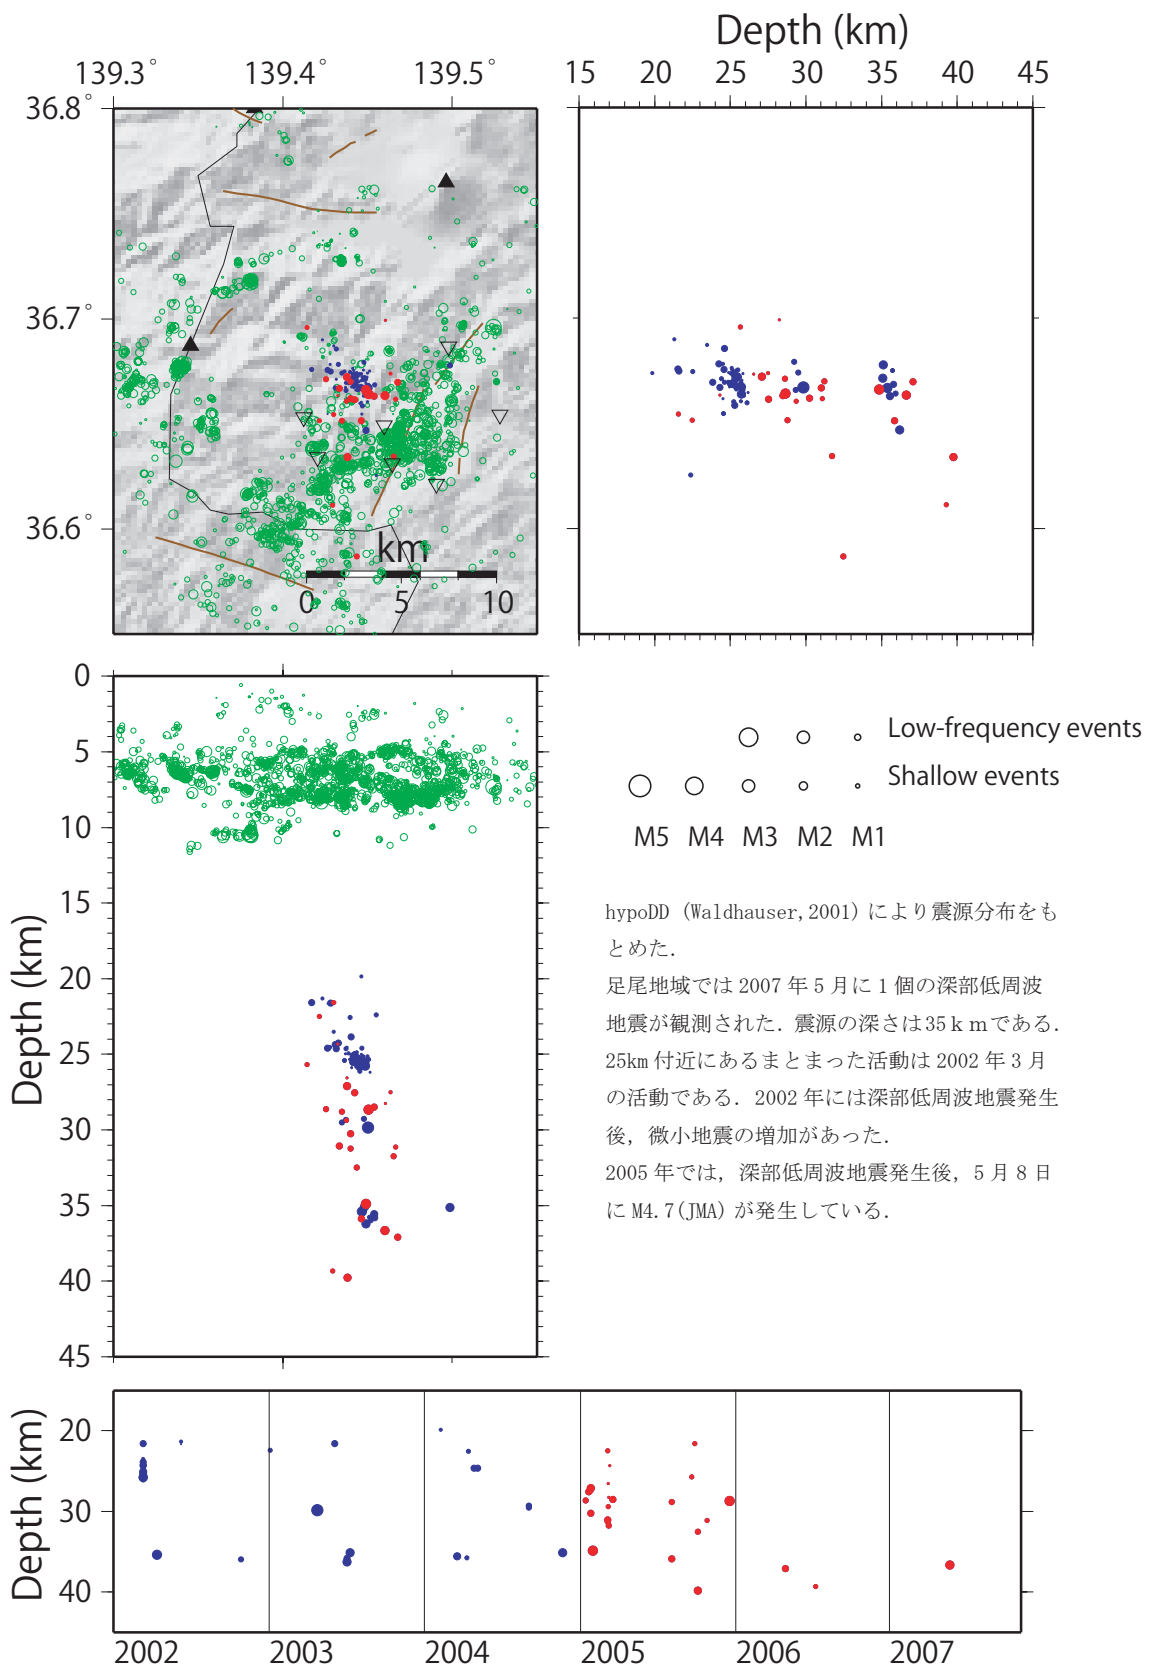 Depth (km)
139.3° 139.4° 139.5°
15 20 25 30 35 40 45
36.8°
36.7°
36.6°
km
0 5 10
0
5
10
15
20
25
30
35
40
45
Depth (km)
Low-frequency events
Shallow events
M5 M4 M3 M2 M1
hypoDD (Waldhauser,2001) により震源分布をも
とめた.
足尾地域では 2007 年 5 月に 1 個の深部低周波
地震が観測された. 震源の深さは35ｋｍである.
25km 付近にあるまとまった活動は 2002 年 3 月
の活動である. 2002 年には深部低周波地震発生
後, 微小地震の増加があった.
2005 年では, 深部低周波地震発生後, 5 月 8 日
に M4.7(JMA) が発生している.
Depth (km)
20
30
40
2002 2003 2004 2005 2006 2007